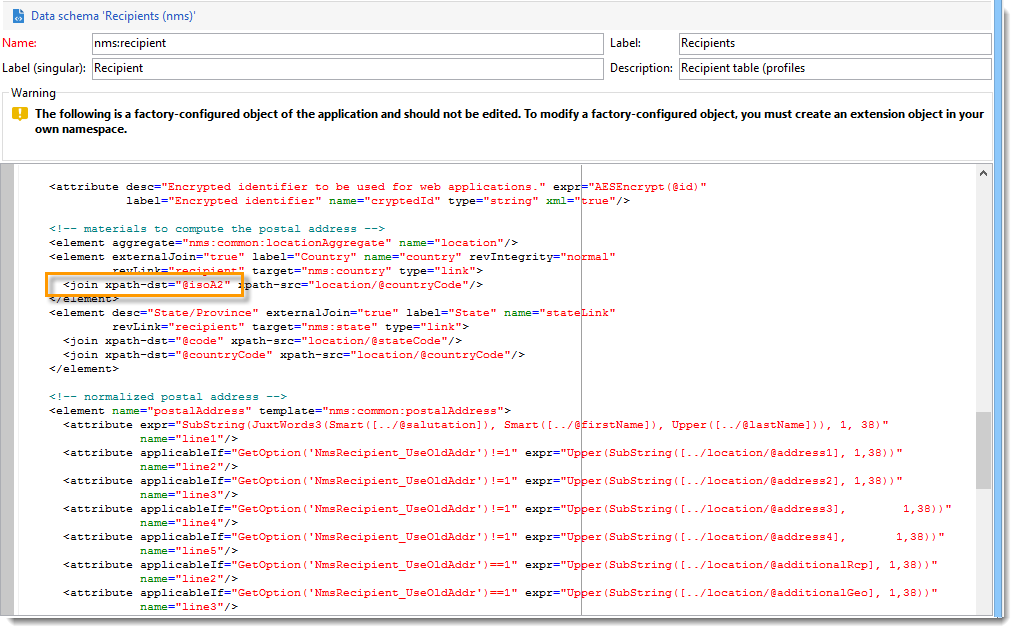 Data schema 'Recipients (nms)'
Name: nms:recipient Label: Recipients
Label (singular): Recipient Description: Recipient table (profiles
Warning
The following is a factory-configured object of the application and should not be edited. To modify a factory-configured object, you must create an extension object in your
own namespace.
<attribute desc="Encrypted identifier to be used for web applications." expr="AESEncrypt(@id)"
label="Encrypted identifier" name="cryptedId" type="string" xml="true"/>
<!-- materials to compute the postal address -->
<element aggregate="nms:common:locationAggregate" name="location"/>
<element externalJoin="true" label="Country" name="country" revIntegrity="normal"
revLink="recipient" target="nms:country" type="link">
<join xpath-dst="@isoA2" xpath-src="location/@countryCode"/>
</element>
<element desc="State/Province" externalJoin="true" label="State" name="stateLink"
revLink="recipient" target="nms:state" type="link">
<join xpath-dst="@code" xpath-src="location/@stateCode"/>
<join xpath-dst="@countryCode" xpath-src="location/@countryCode"/>
</element>
<!-- normalized postal address -->
<element name="postalAddress" template="nms:common:postalAddress">
<attribute expr="SubString(JuxtWords3(Smart([../@salutation]), Smart([../@firstName]), Upper([../@lastName])), 1, 38)"
name="line1"/>
<attribute applicableIf="GetOption('NmsRecipient_UseOldAddr')!=1" expr="Upper(SubString([../location/@address1], 1,38))"
name="line2"/>
<attribute applicableIf="GetOption('NmsRecipient_UseOldAddr')!=1" expr="Upper(SubString([../location/@address2], 1,38))"
name="line3"/>
<attribute applicableIf="GetOption('NmsRecipient_UseOldAddr')!=1" expr="Upper(SubString([../location/@address3], 1,38))"
name="line4"/>
<attribute applicableIf="GetOption('NmsRecipient_UseOldAddr')!=1" expr="Upper(SubString([../location/@address4], 1,38))"
name="line5"/>
<attribute applicableIf="GetOption('NmsRecipient_UseOldAddr')==1" expr="Upper(SubString([../location/@additionalRcp], 1,38))"
name="line2"/>
<attribute applicableIf="GetOption('NmsRecipient_UseOldAddr')==1" expr="Upper(SubString([../location/@additionalGeo], 1,38))"
name="line3"/>